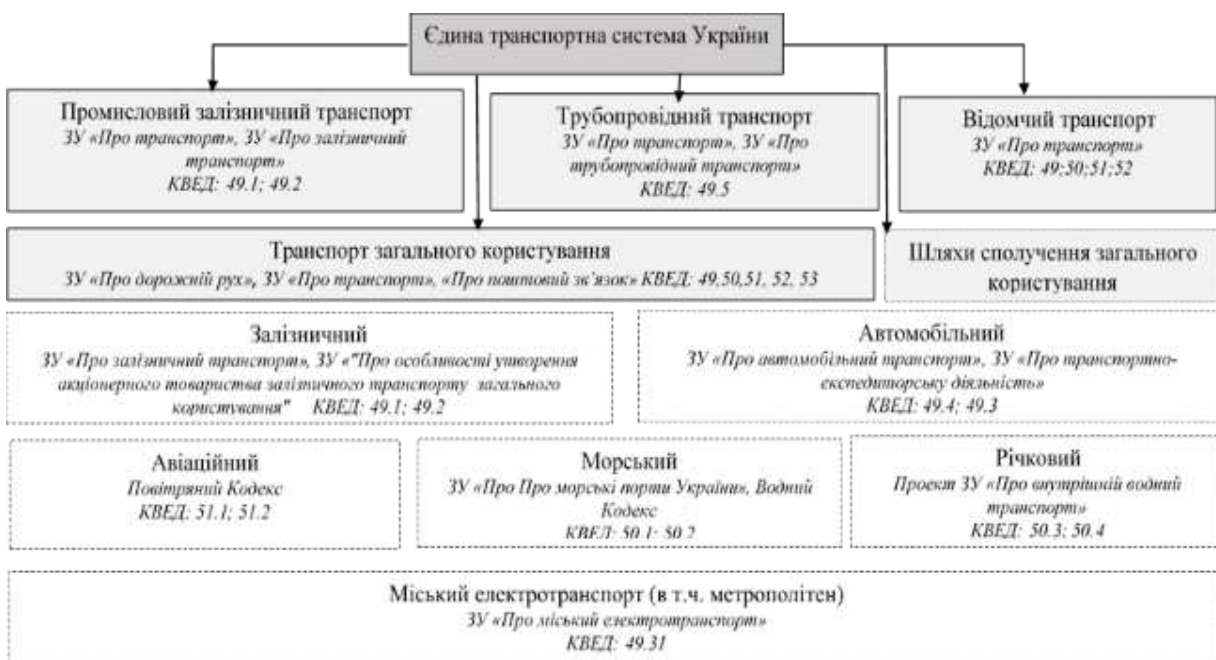 Єдина транспортна система України
Промисловий залізничний транспорт
ЗУ «Про транспорт», ЗУ «Про залізничний
транспорт»
КВЕД: 49.1; 49.2
Трубопровідний транспорт
ЗУ «Про транспорт», ЗУ «Про
трубопровідний транспорт»
КВЕД: 49.5
Відомчий транспорт
ЗУ «Про транспорт»
КВЕД: 49;50;51;52
Транспорт загального користування
ЗУ «Про дорожній рух», ЗУ «Про транспорт», «Про поштовий зв'язок» КВЕД: 49,50,51, 52, 53
Шляхи сполучення загального
користування
Залізничний
ЗУ «Про залізничний транспорт», ЗУ «"Про особливості утворення
акціонерного товариства залізничного транспорту загального
користування" КВЕД: 49.1; 49.2
Автомобільний
ЗУ «Про автомобільний транспорт», ЗУ «Про транспортно-
експедиторську діяльність»
КВЕД: 49.4; 49.3
Авіаційний
Повітряний Кодекс
КВЕД: 51.1; 51.2
Морський
ЗУ «Про Про морські порти України», Водний
Кодекс
КВЕД: 50.1; 50.2
Річковий
Проект ЗУ «Про внутрішній водний
транспорт»
КВЕД: 50.3; 50.4
Міський електротранспорт (в т.ч. метрополітен)
ЗУ «Про міський електротранспорт»
КВЕД: 49.31